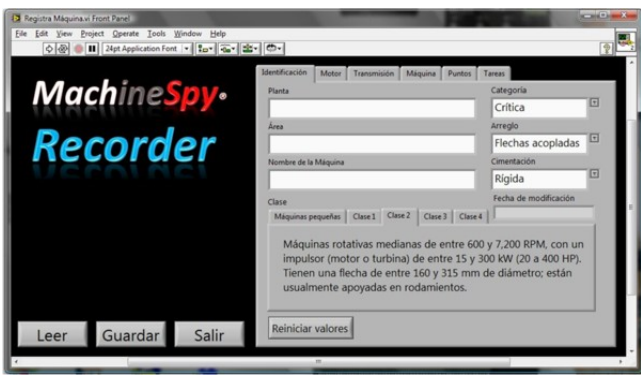 Registra Máquina.vi Front Panel
File Edit View Project Operate Tools Window Help
24pt Application Font
MachineSpy®
Recorder
Identificación Motor Transmisión Máquina Puntos Tareas
Planta
Categoría
Crítica
Área
Arreglo
Flechas acopladas
Nombre de la Máquina
Cimentación
Rígida
Clase
Fecha de modificación
Máquinas pequeñas Clase 1 Clase 2 Clase 3 Clase 4
Máquinas rotativas medianas de entre 600 y 7,200 RPM, con un
impulsor (motor o turbina) de entre 15 y 300 kW (20 a 400 HP).
Tienen una flecha de entre 160 y 315 mm de diámetro; están
usualmente apoyadas en rodamientos.
Leer Guardar Salir
Reiniciar valores